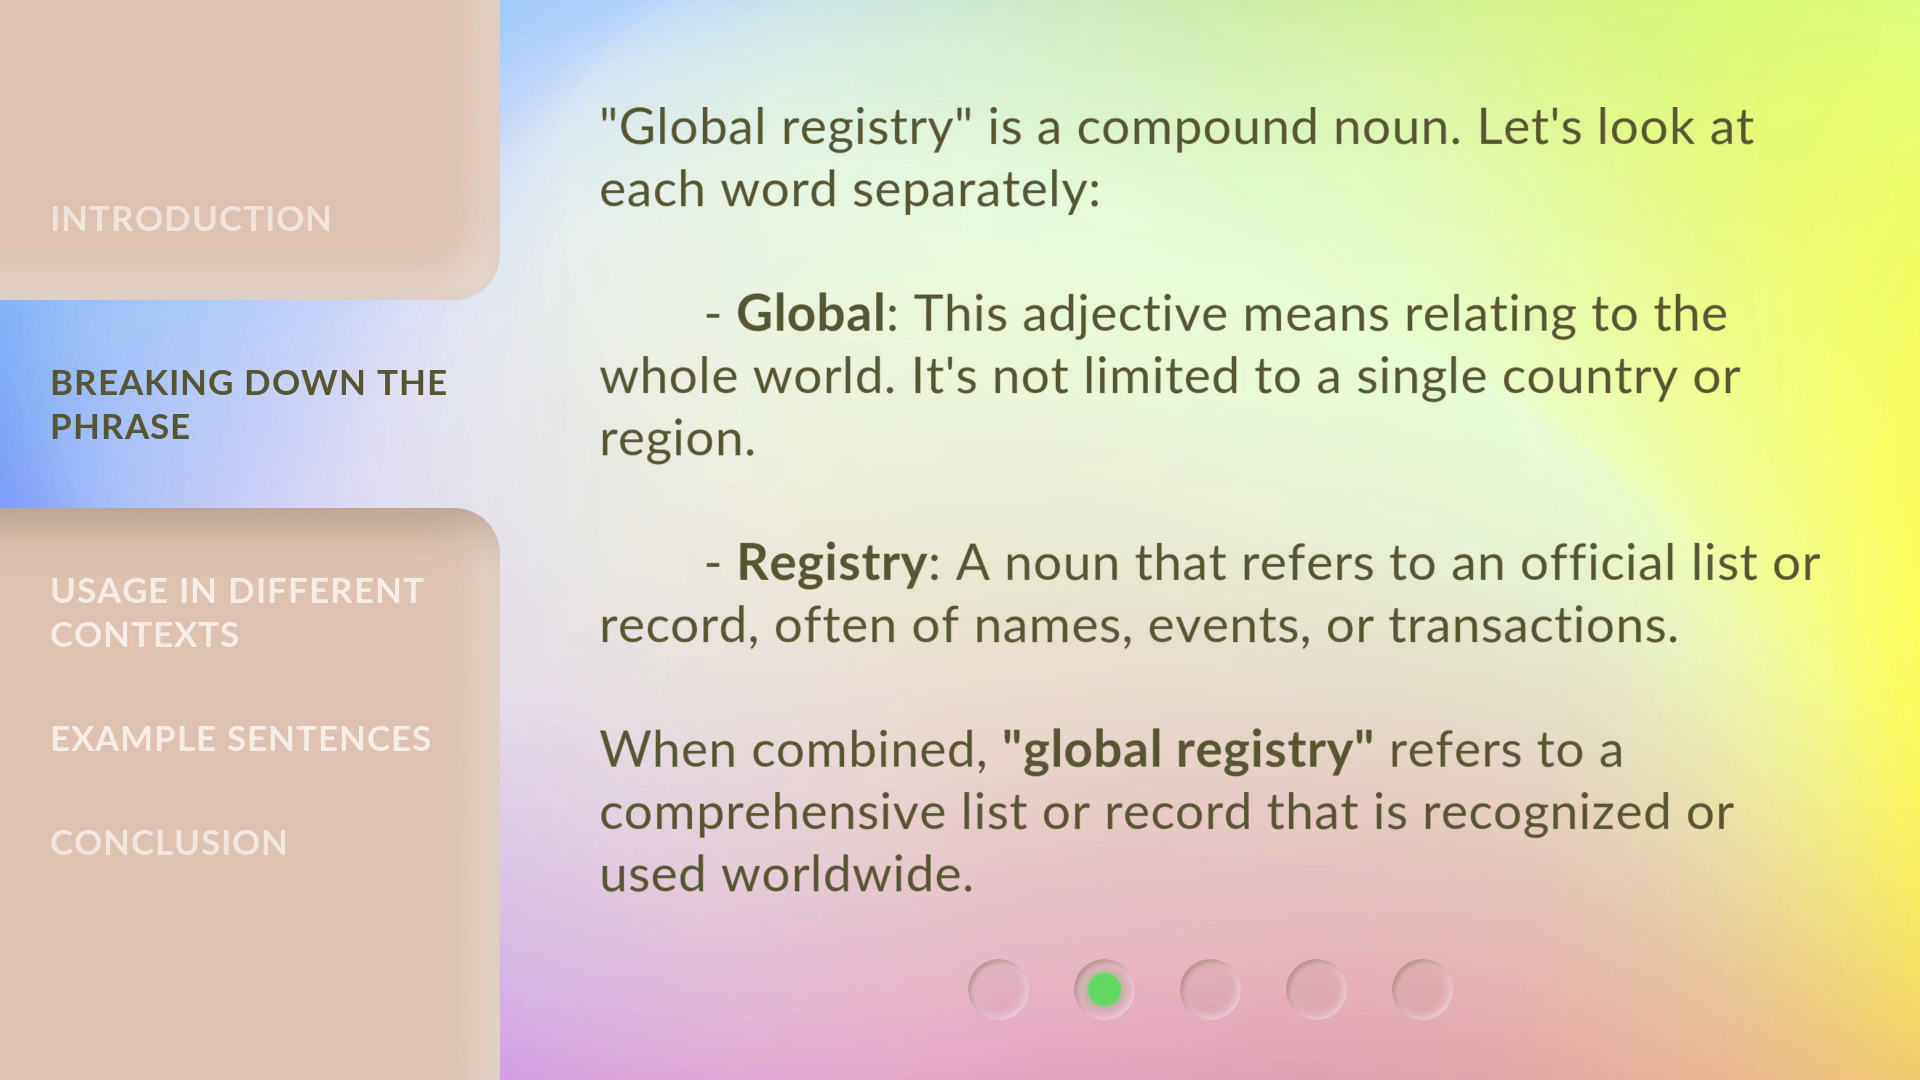 INTRODUCTION
BREAKING DOWN THE
PHRASE
USAGE IN DIFFERENT
CONTEXTS
EXAMPLE SENTENCES
CONCLUSION
"Global registry" is a compound noun. Let's look at
each word separately:
- Global: This adjective means relating to the
whole world. It's not limited to a single country or
region.
- Registry: A noun that refers to an official list or
record, often of names, events, or transactions.
When combined, "global registry" refers to a
comprehensive list or record that is recognized or
used worldwide.